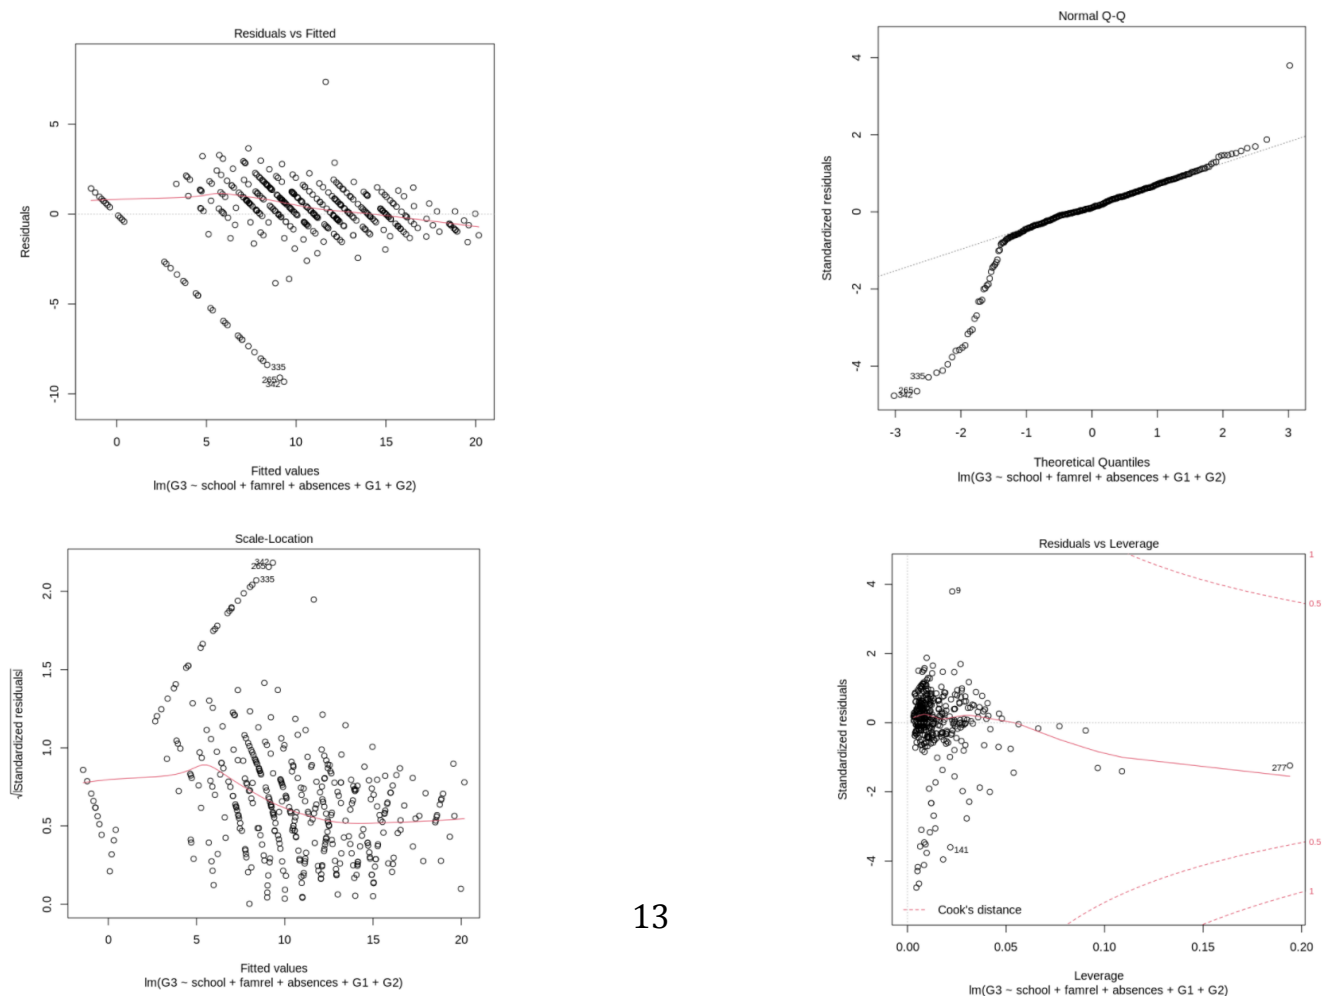 Residuals vs Fitted
Residuals
5
0
-5
-10
335
265
342
0 5 10 15 20
Fitted values
lm(G3 ~ school + famrel + absences + G1 + G2)
Normal Q-Q
Standardized residuals
4
2
0
-2
-4
335
265
342
-3 -2 -1 0 1 2 3
Theoretical Quantiles
lm(G3 ~ school + famrel + absences + G1 + G2)
Scale-Location
√|Standardized residuals|
2.0
1.5
1.0
0.5
0.0
342
265
335
0 5 10 15 20
Fitted values
lm(G3 ~ school + famrel + absences + G1 + G2)
13
Residuals vs Leverage
Standardized residuals
4
2
0
-2
-4
9
277
141
1
0.5
0.5
1
Cook's distance
0.00 0.05 0.10 0.15 0.20
Leverage
lm(G3 ~ school + famrel + absences + G1 + G2)